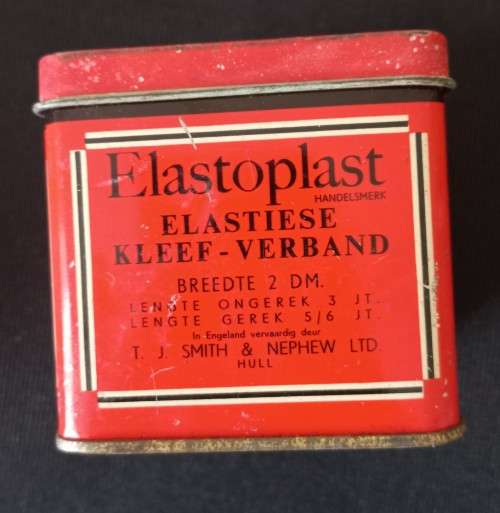 Elastoplast
HANDELSMERK
ELASTIESE
KLEEF-VERBAND
BREEDTE 2 DM.
LENGTE ONGEREK 3 JT.
LENGTE GEREK 5/6 JT.
In Engeland vervaardig deur
T. J. SMITH & NEPHEW LTD.
HULL